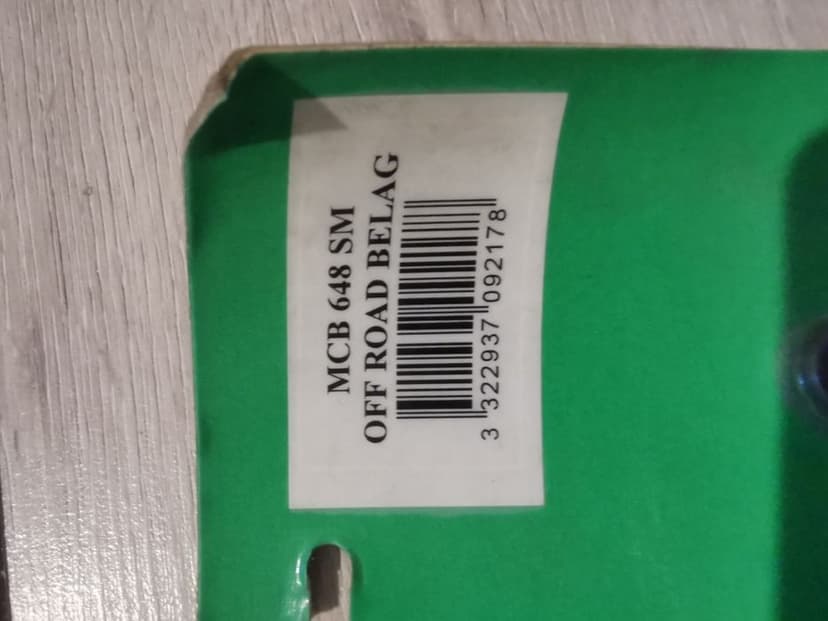 MCB 648 SM
OFF ROAD BELAG
3 322937 092178